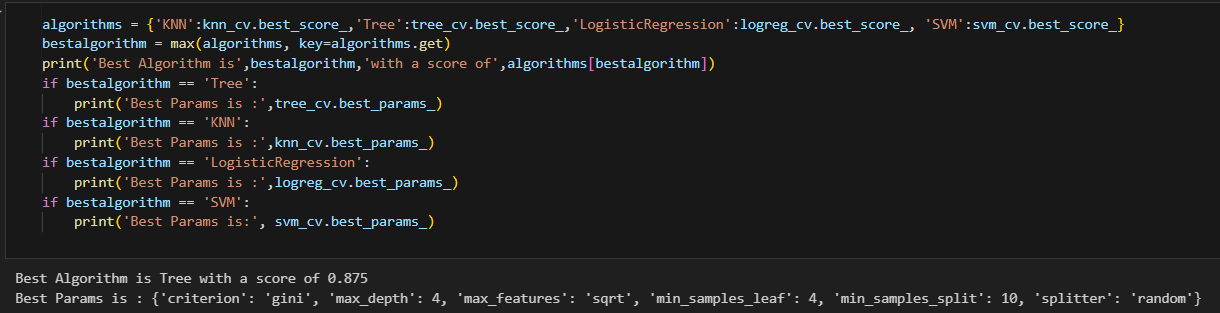 algorithms = {'KNN':knn_cv.best_score_,'Tree':tree_cv.best_score_,'LogisticRegression':logreg_cv.best_score_, 'SVM':svm_cv.best_score_}
bestalgorithm = max(algorithms, key=algorithms.get)
print('Best Algorithm is',bestalgorithm,'with a score of',algorithms[bestalgorithm])
if bestalgorithm == 'Tree':
    print('Best Params is :',tree_cv.best_params_)
if bestalgorithm == 'KNN':
    print('Best Params is :',knn_cv.best_params_)
if bestalgorithm == 'LogisticRegression':
    print('Best Params is :',logreg_cv.best_params_)
if bestalgorithm == 'SVM':
    print('Best Params is:', svm_cv.best_params_)
Best Algorithm is Tree with a score of 0.875
Best Params is : {'criterion': 'gini', 'max_depth': 4, 'max_features': 'sqrt', 'min_samples_leaf': 4, 'min_samples_split': 10, 'splitter': 'random'}